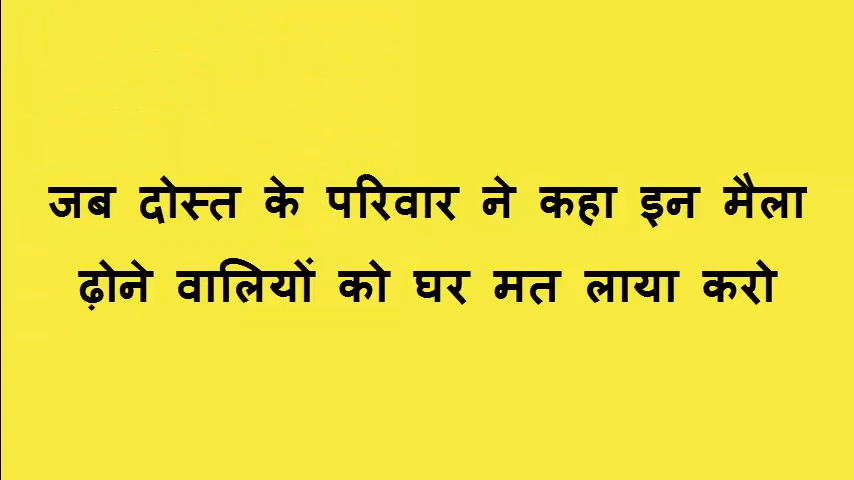 जब दोस्त के परिवार ने कहा इन मैला
ढ़ोने वालियों को घर मत लाया करो